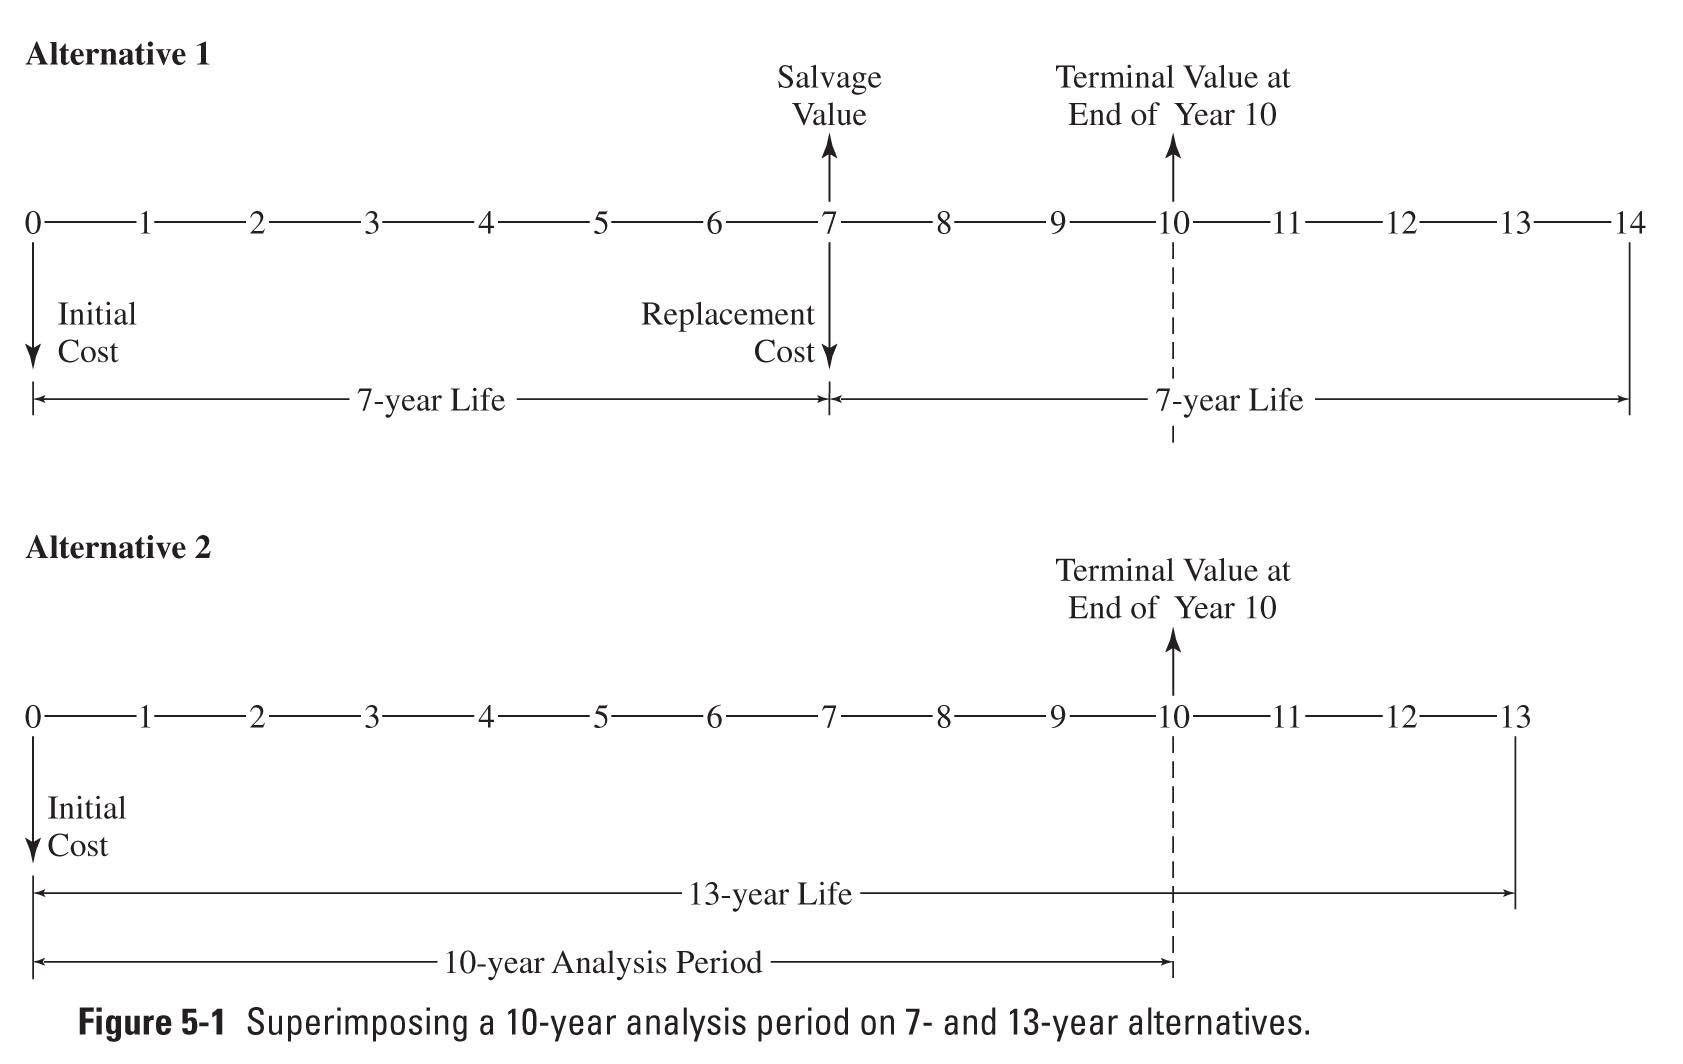 Alternative 1
Salvage
Value
Terminal Value at
End of Year 10
0 1 2 3 4 5 6 7 8 9 10 11 12 13 14
Initial
Cost
Replacement
Cost
7-year Life
7-year Life
Alternative 2
Terminal Value at
End of Year 10
0 1 2 3 4 5 6 7 8 9 10 11 12 13
Initial
Cost
13-year Life
10-year Analysis Period
Figure 5-1 Superimposing a 10-year analysis period on 7- and 13-year alternatives.